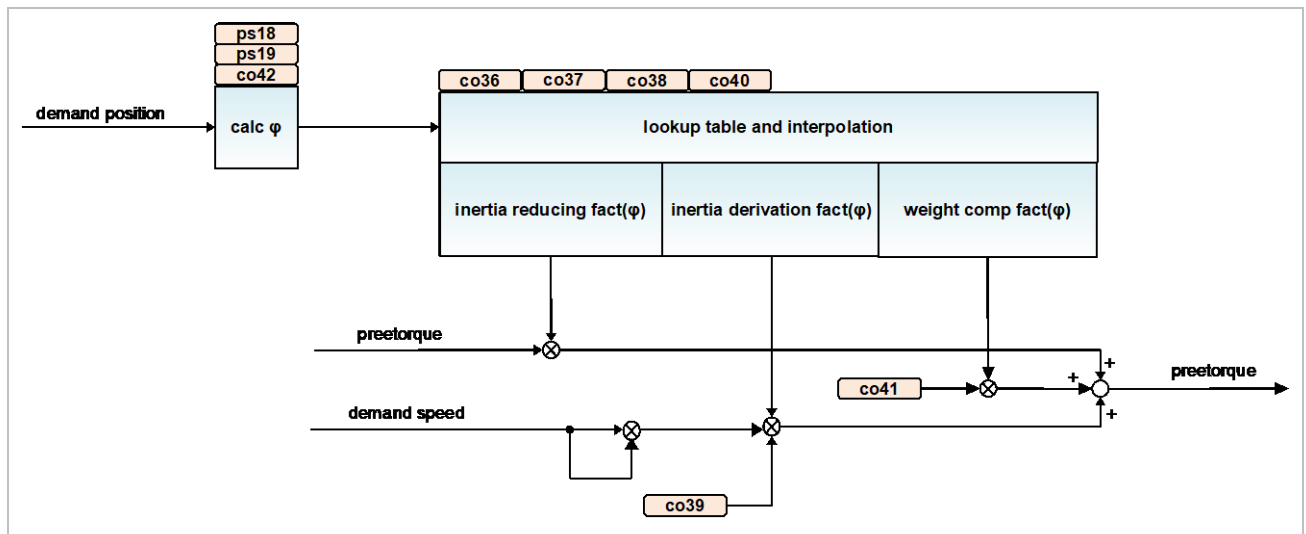 ps18
ps19
co42
demand position
calc φ
co36 co37 co38 co40
lookup table and interpolation
inertia reducing fact(φ) inertia derivation fact(φ) weight comp fact(φ)
preetorque
+
co41
+
preetorque
demand speed
+
co39